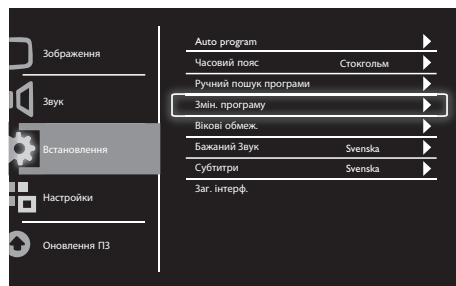 Зображення
Звук
Встановлення
Настройки
Оновлення ПЗ
Auto program
Часовий пояс Стокгольм
Ручний пошук програми
Змін. програму
Вікові обмеж.
Бажаний Звук Svenska
Субтитри Svenska
Заг. інтерф.